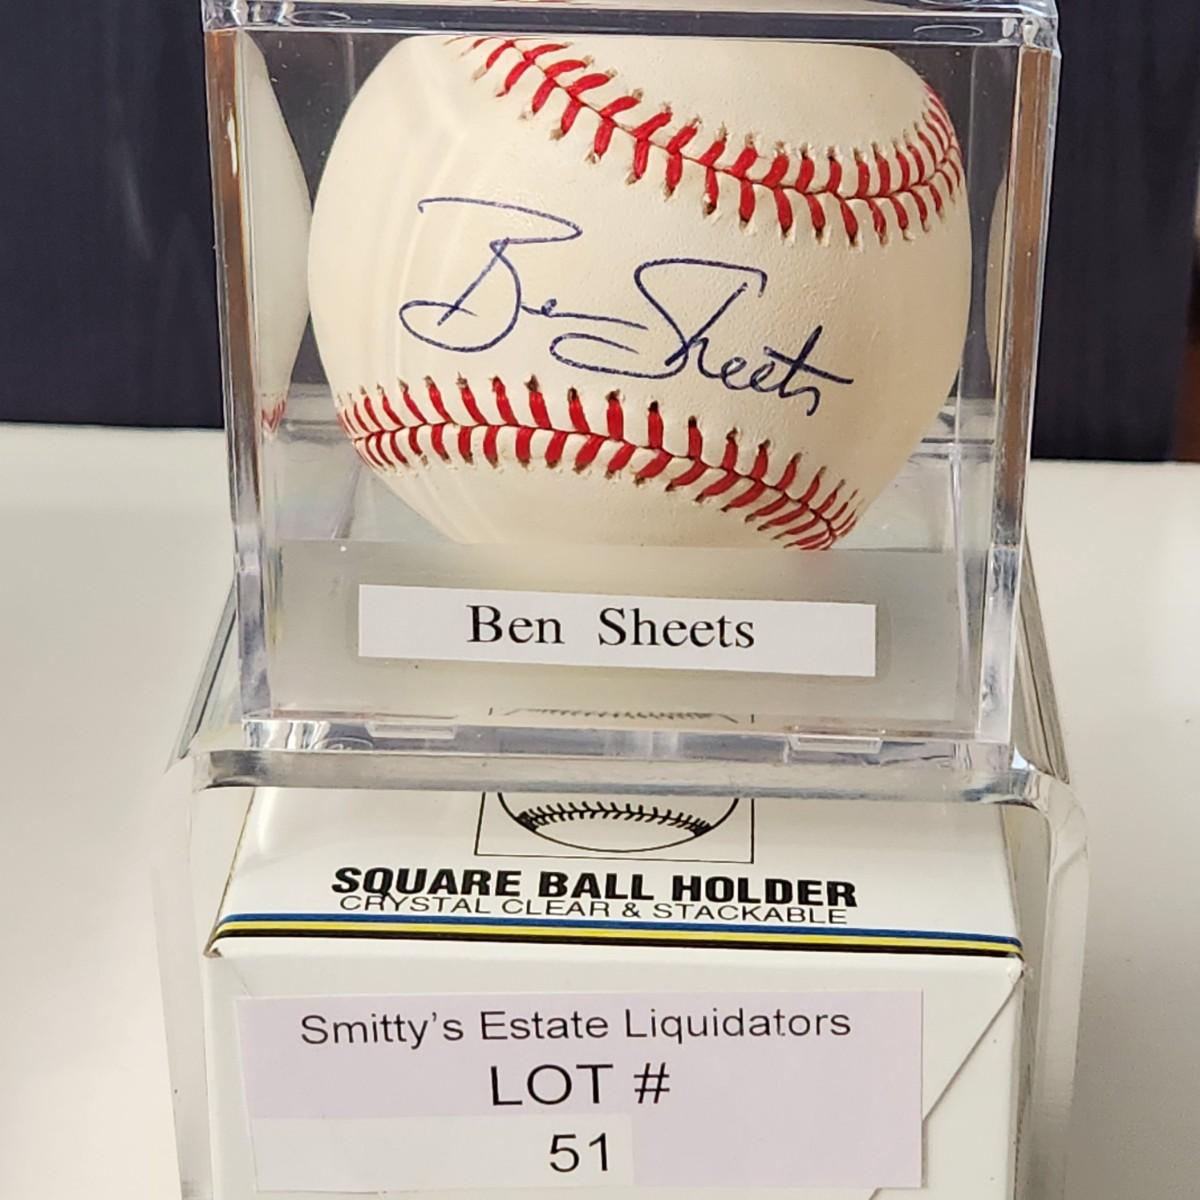 Ben Sheets
Ben Sheets
SQUARE BALL HOLDER
CRYSTAL CLEAR & STACKABLE
Smitty's Estate Liquidators
LOT #
51